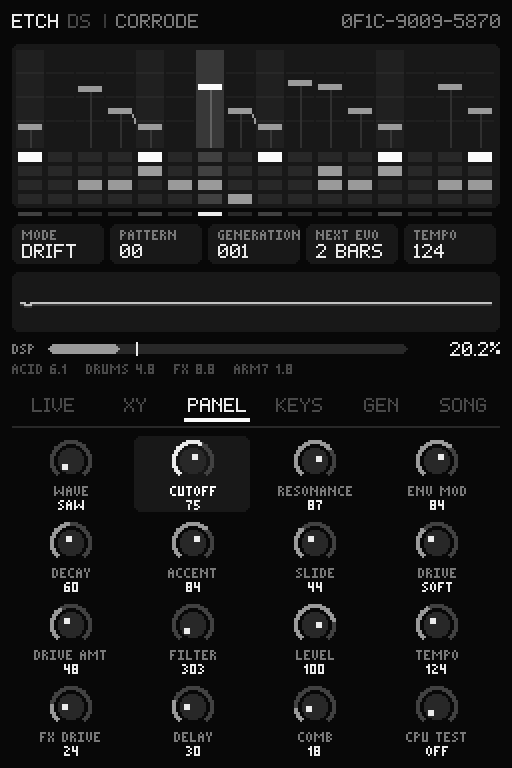 ETCH DS | CORRODE 0F1C-9009-5870
MODE PATTERN GENERATION NEXT EVO TEMPO
DRIFT 00 001 2 BARS 124
DSP 20.2%
ACID 6.1 DRUMS 4.8 FX 8.8 ARM7 1.8
LIVE XY PANEL KEYS GEN SONG
WAVE CUTOFF RESONANCE ENV MOD
SAW 75 87 84
DECAY ACCENT SLIDE DRIVE
60 84 44 SOFT
DRIVE AMT FILTER LEVEL TEMPO
48 303 100 124
FX DRIVE DELAY COMB CPU TEST
24 30 18 OFF